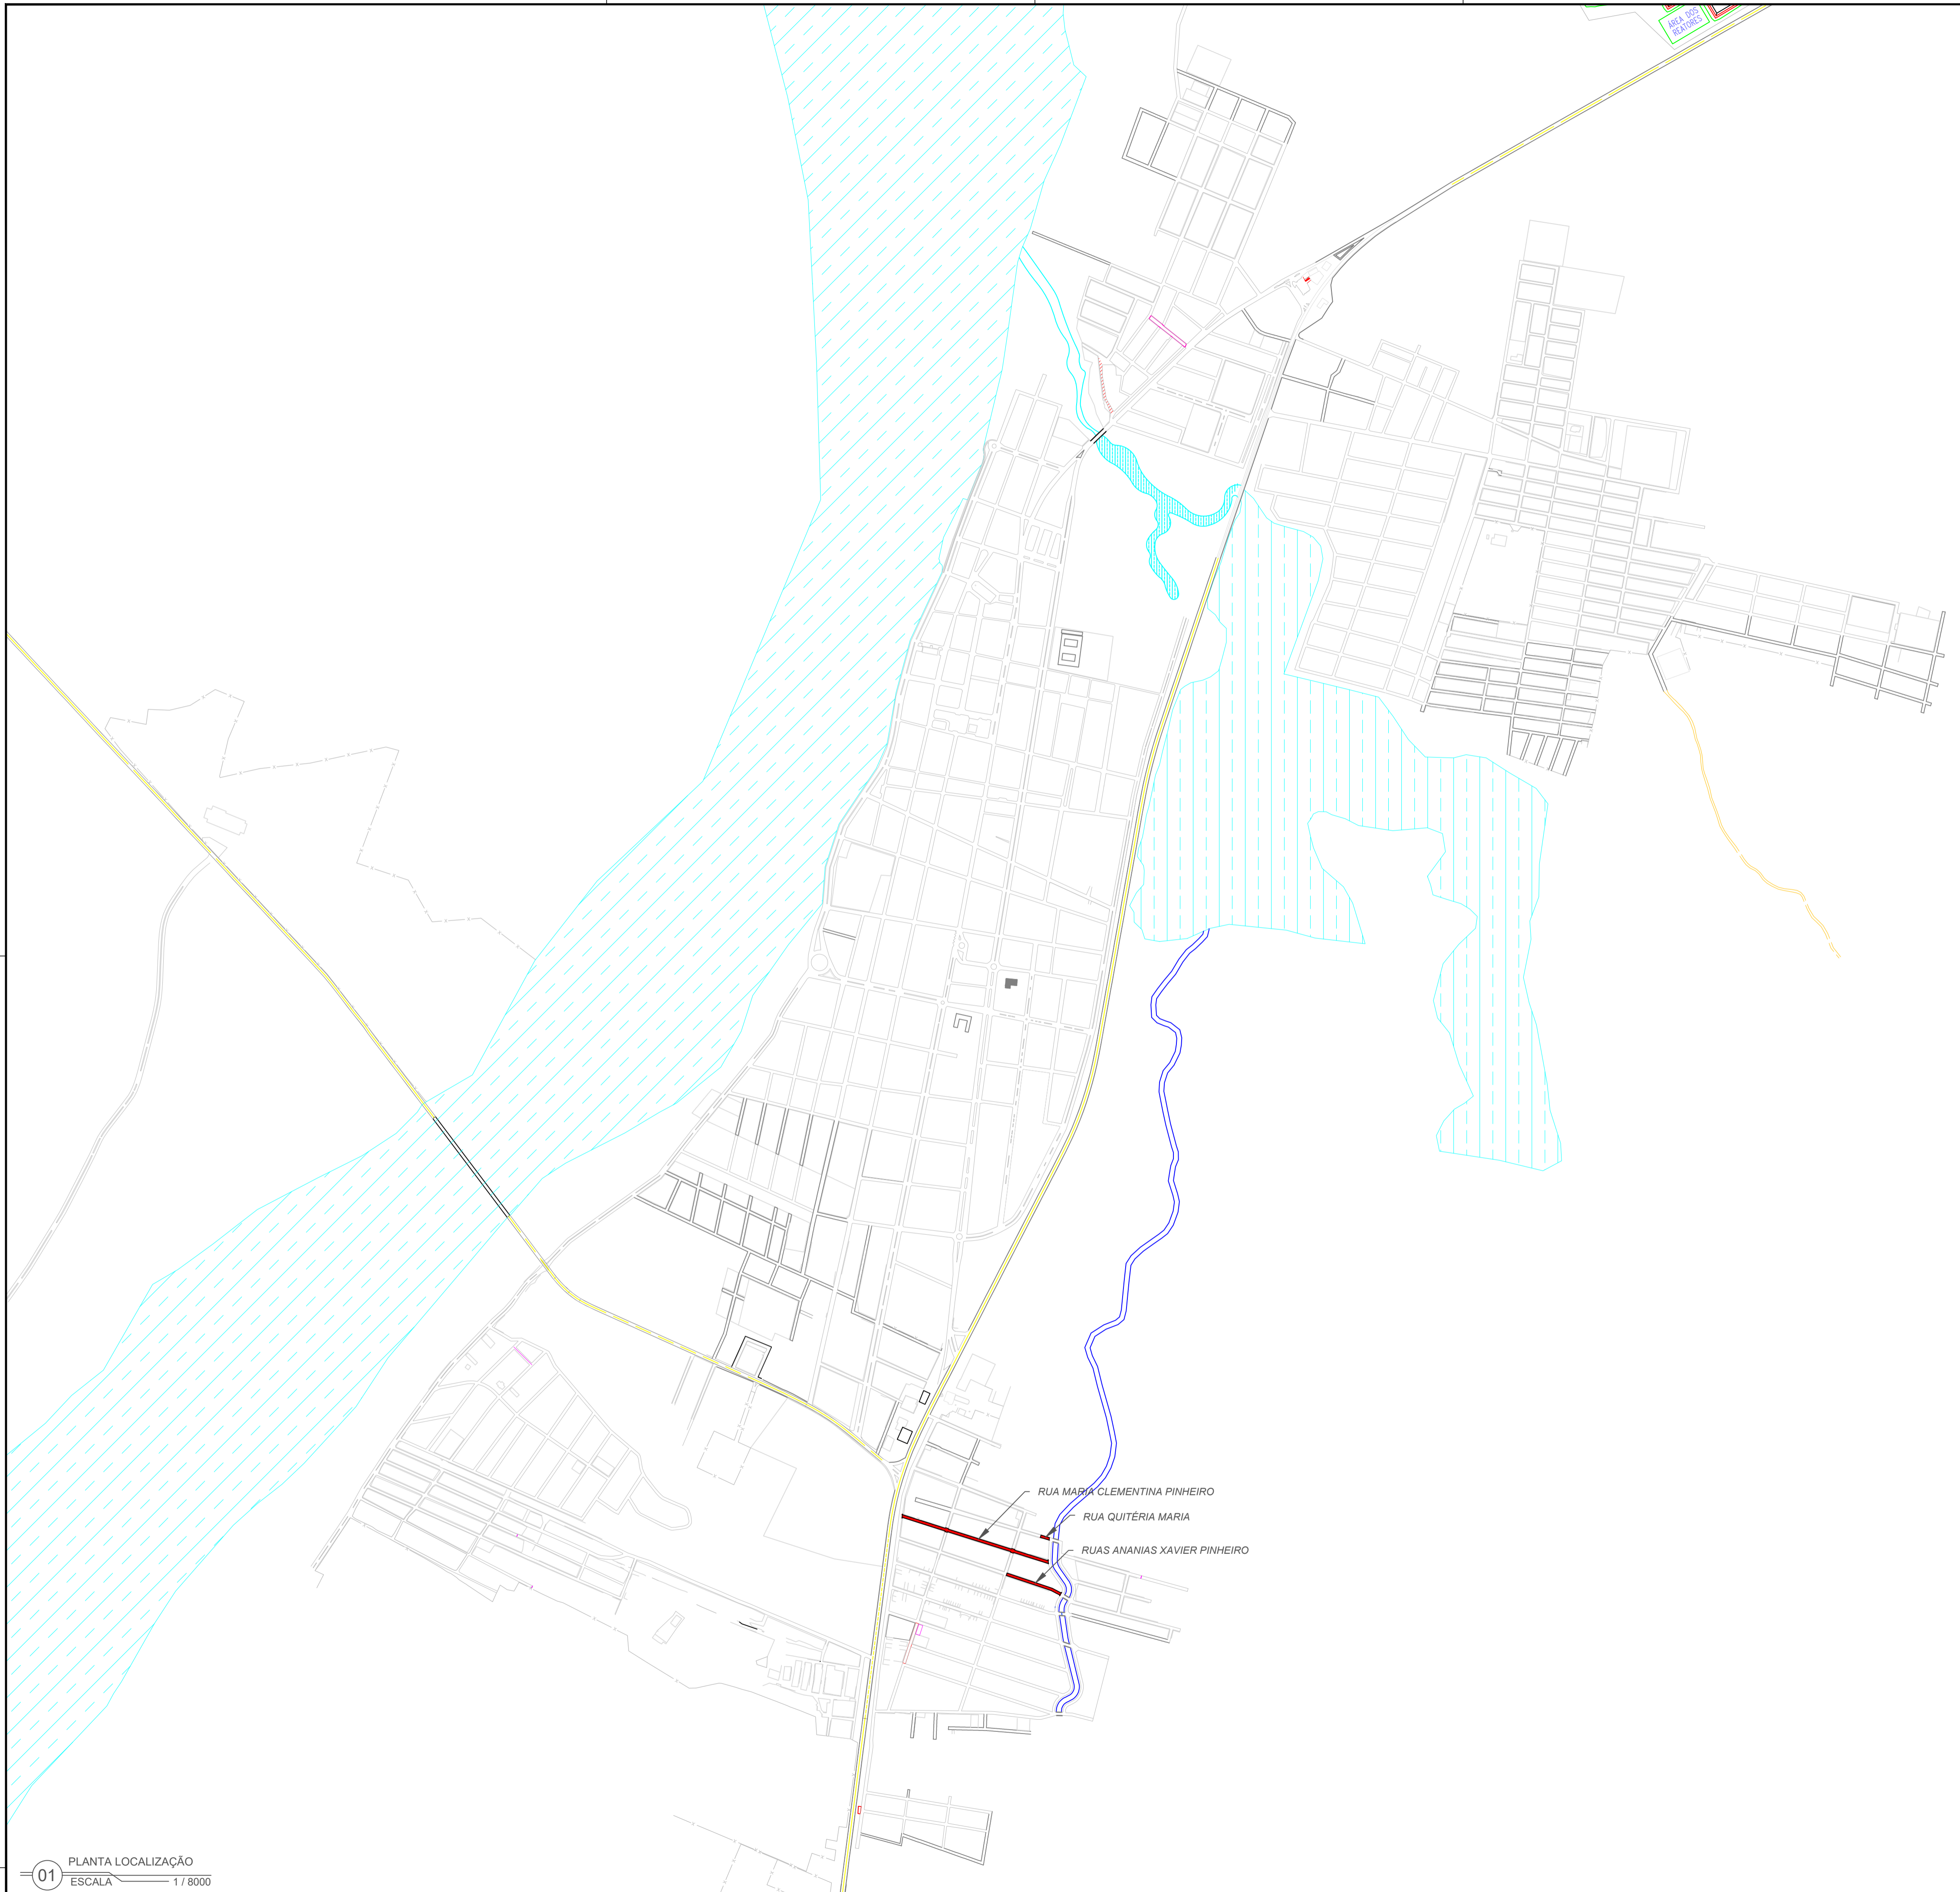 ÁREA DOS
REATORES
RUA MARIA CLEMENTINA PINHEIRO
RUA QUITÉRIA MARIA
RUAS ANANIAS XAVIER PINHEIRO
01
PLANTA LOCALIZAÇÃO
ESCALA 1 / 8000